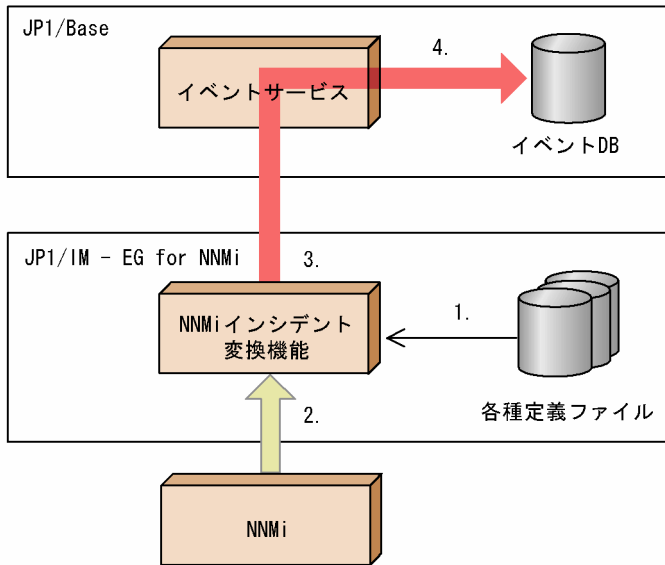 JP1/Base
4.
イベントサービス
イベントDB
JP1/IM - EG for NNMi
3.
NNMiインシデント
変換機能
1.
各種定義ファイル
2.
NNMi